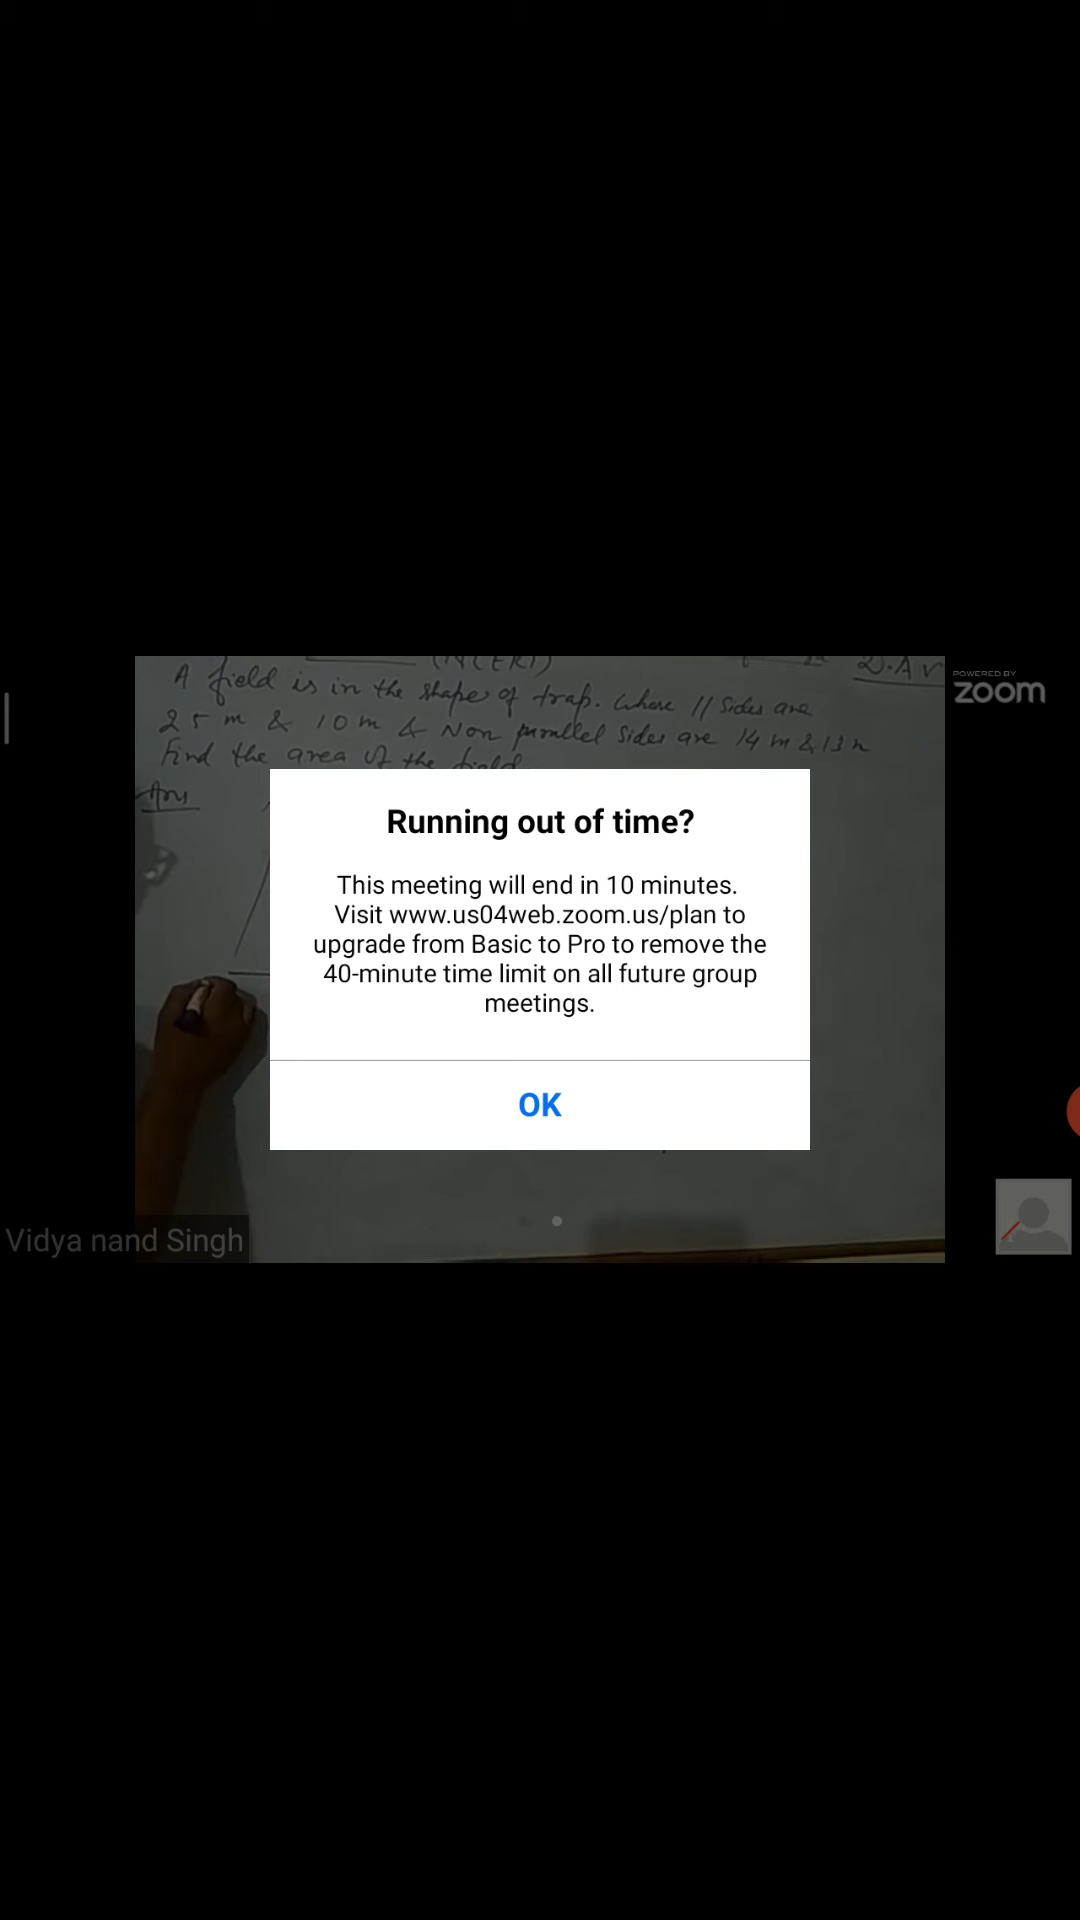 (NCERT)
D.AV
A field is in the shape of trap. whose // sides are
25 m & 10 m & Non parallel sides are 14 m & 13 m
Find the area of the field
Ans
POWERED BY
zoom
Running out of time?
This meeting will end in 10 minutes.
Visit www.us04web.zoom.us/plan to
upgrade from Basic to Pro to remove the
40-minute time limit on all future group
meetings.
OK
Vidya nand Singh